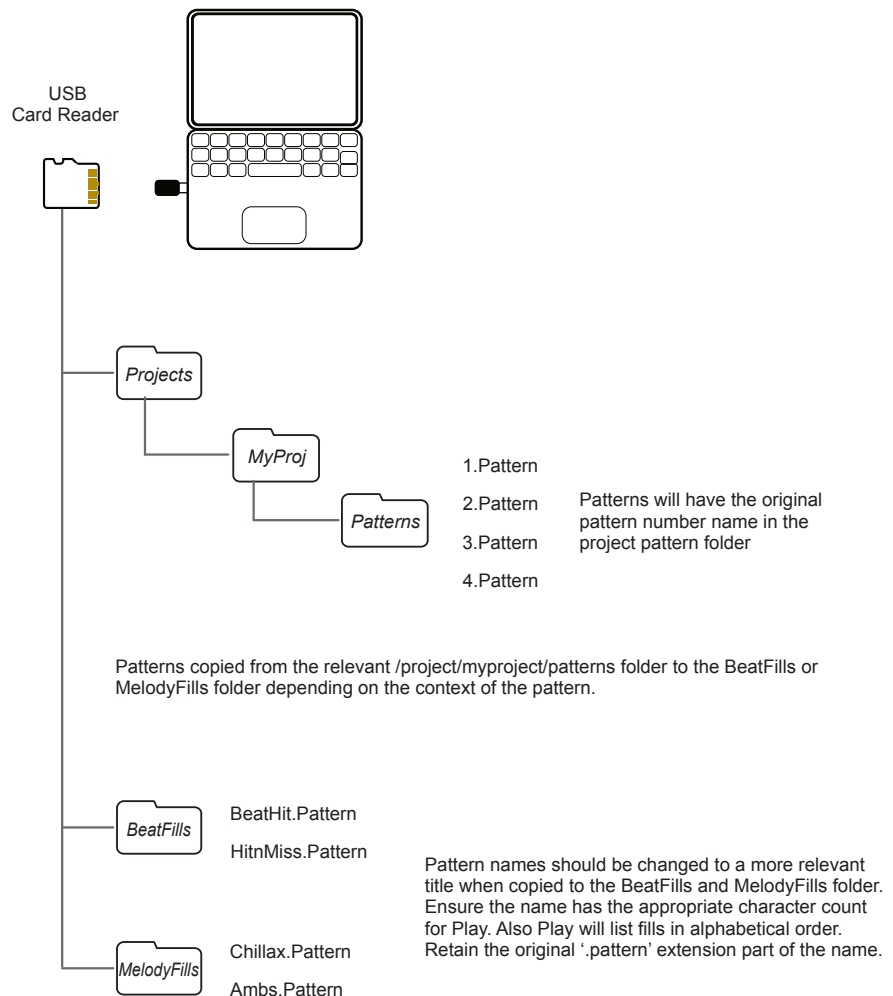 USB
Card Reader
Projects
MyProj
Patterns
1.Pattern
2.Pattern
3.Pattern
4.Pattern
Patterns will have the original
pattern number name in the
project pattern folder
Patterns copied from the relevant /project/myproject/patterns folder to the BeatFills or
MelodyFills folder depending on the context of the pattern.
BeatFills
BeatHit.Pattern
HitnMiss.Pattern
Pattern names should be changed to a more relevant
title when copied to the BeatFills and MelodyFills folder.
Ensure the name has the appropriate character count
for Play. Also Play will list fills in alphabetical order.
Retain the original ‘.pattern’ extension part of the name.
MelodyFills
Chillax.Pattern
Ambs.Pattern